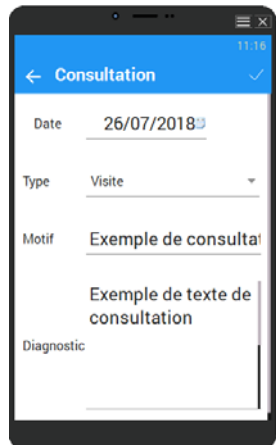 11:16
Consultation
Date 26/07/2018
Type Visite
Motif Exemple de consultat
Exemple de texte de
consultation
Diagnostic